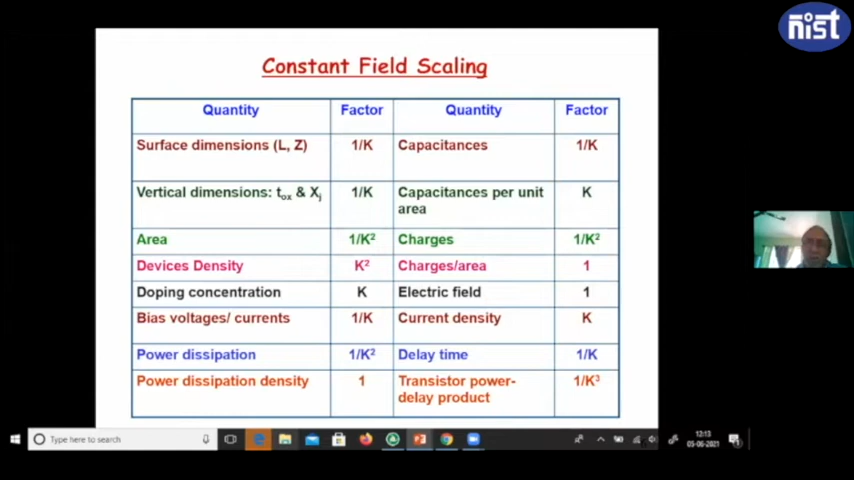 nist
Constant Field Scaling
Quantity Factor Quantity Factor
Surface dimensions (L, Z) 1/K Capacitances 1/K
Vertical dimensions: tox & Xj 1/K Capacitances per unit area K
Area 1/K² Charges 1/K²
Devices Density K² Charges/area 1
Doping concentration K Electric field 1
Bias voltages/ currents 1/K Current density K
Power dissipation 1/K² Delay time 1/K
Power dissipation density 1 Transistor power-delay product 1/K³
Type here to search
12:13
05-06-2021